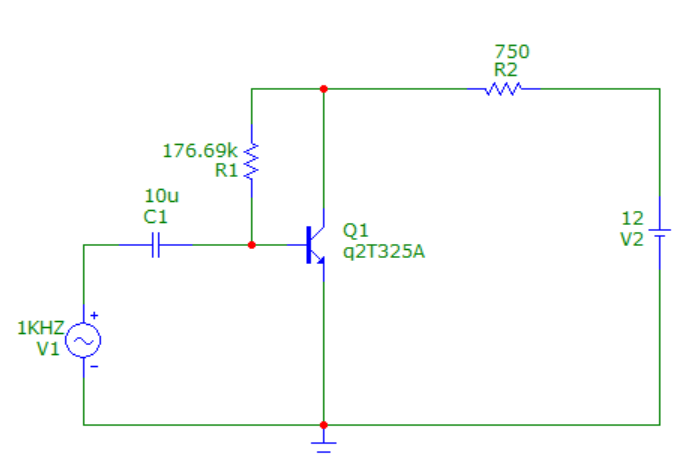 750
R2
176.69k
R1
10u
C1
Q1
q2T325A
12
V2
1KHZ
V1
+
-